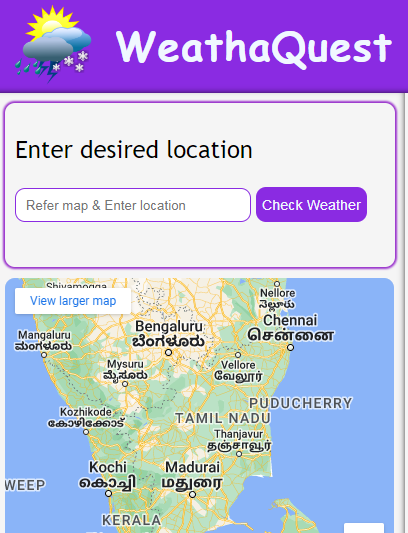 WeathaQuest
Enter desired location
Refer map & Enter location
Check Weather
Shivamogga
View larger map
Nellore
నెల్లూరు
Chennai
சென்னை
Bengaluru
ಬೆಂಗಳೂರು
Mangaluru
ಮಂಗಳೂರು
Mysuru
ಮೈಸೂರು
Vellore
வேலூர்
PUDUCHERRY
Kozhikode
കോഴിക്കോട്
TAMIL NADU
Thanjavur
தஞ்சாவூர்
Kochi
കൊച്ചി
Madurai
மதுரை
WEEP
KERALA